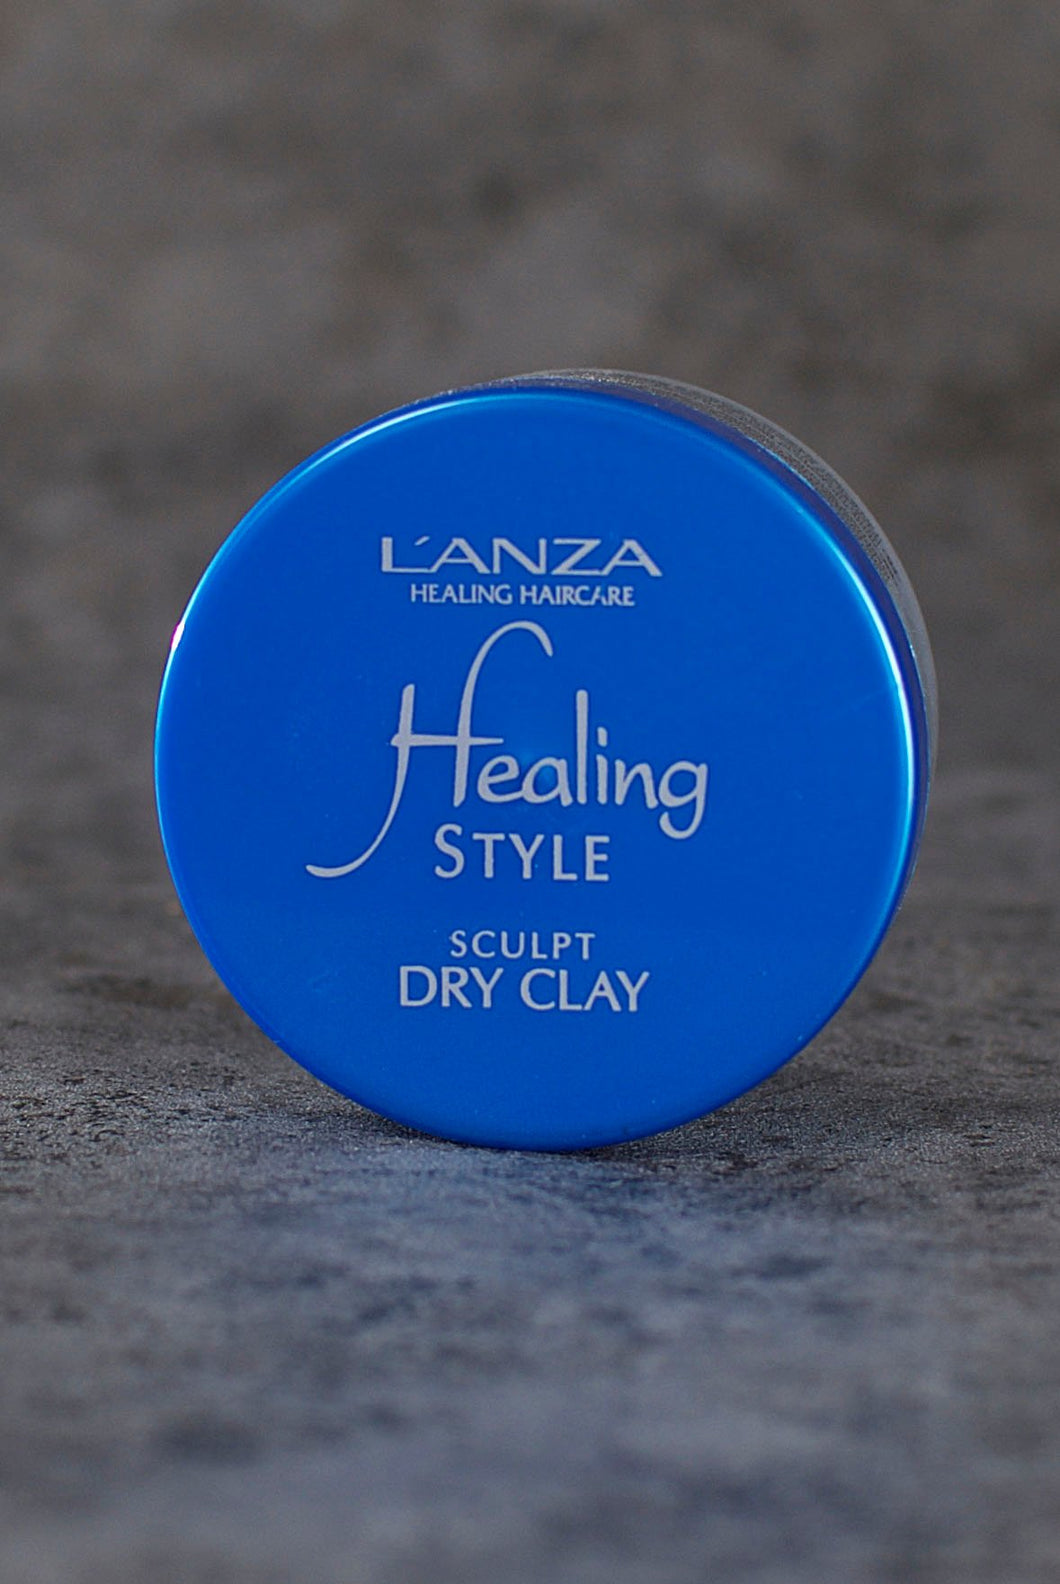 L'ANZA
HEALING HAIRCARE
Healing
STYLE
SCULPT
DRY CLAY